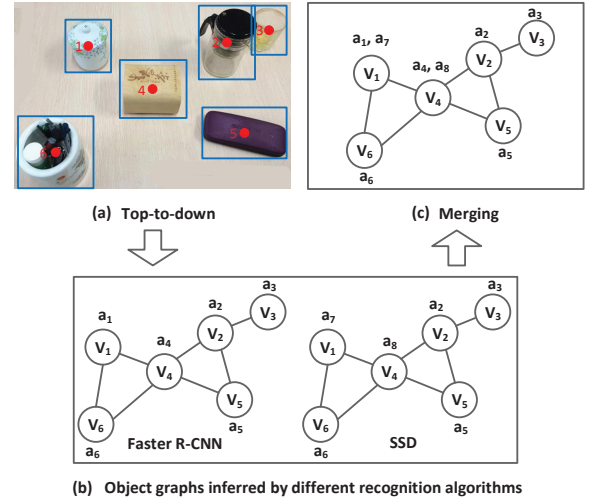 1
2
3
4
5
6
a₁, a₇
a₄, a₈
a₂
a₃
V₁
V₂
V₃
V₄
V₅
V₆
a₅
a₆
(a) Top-to-down
(c) Merging
a₁
a₄
a₂
a₃
V₁
V₂
V₃
V₄
V₅
V₆
a₅
a₆
Faster R-CNN
a₇
a₈
a₂
a₃
V₁
V₂
V₃
V₄
V₅
V₆
a₅
a₆
SSD
(b) Object graphs inferred by different recognition algorithms